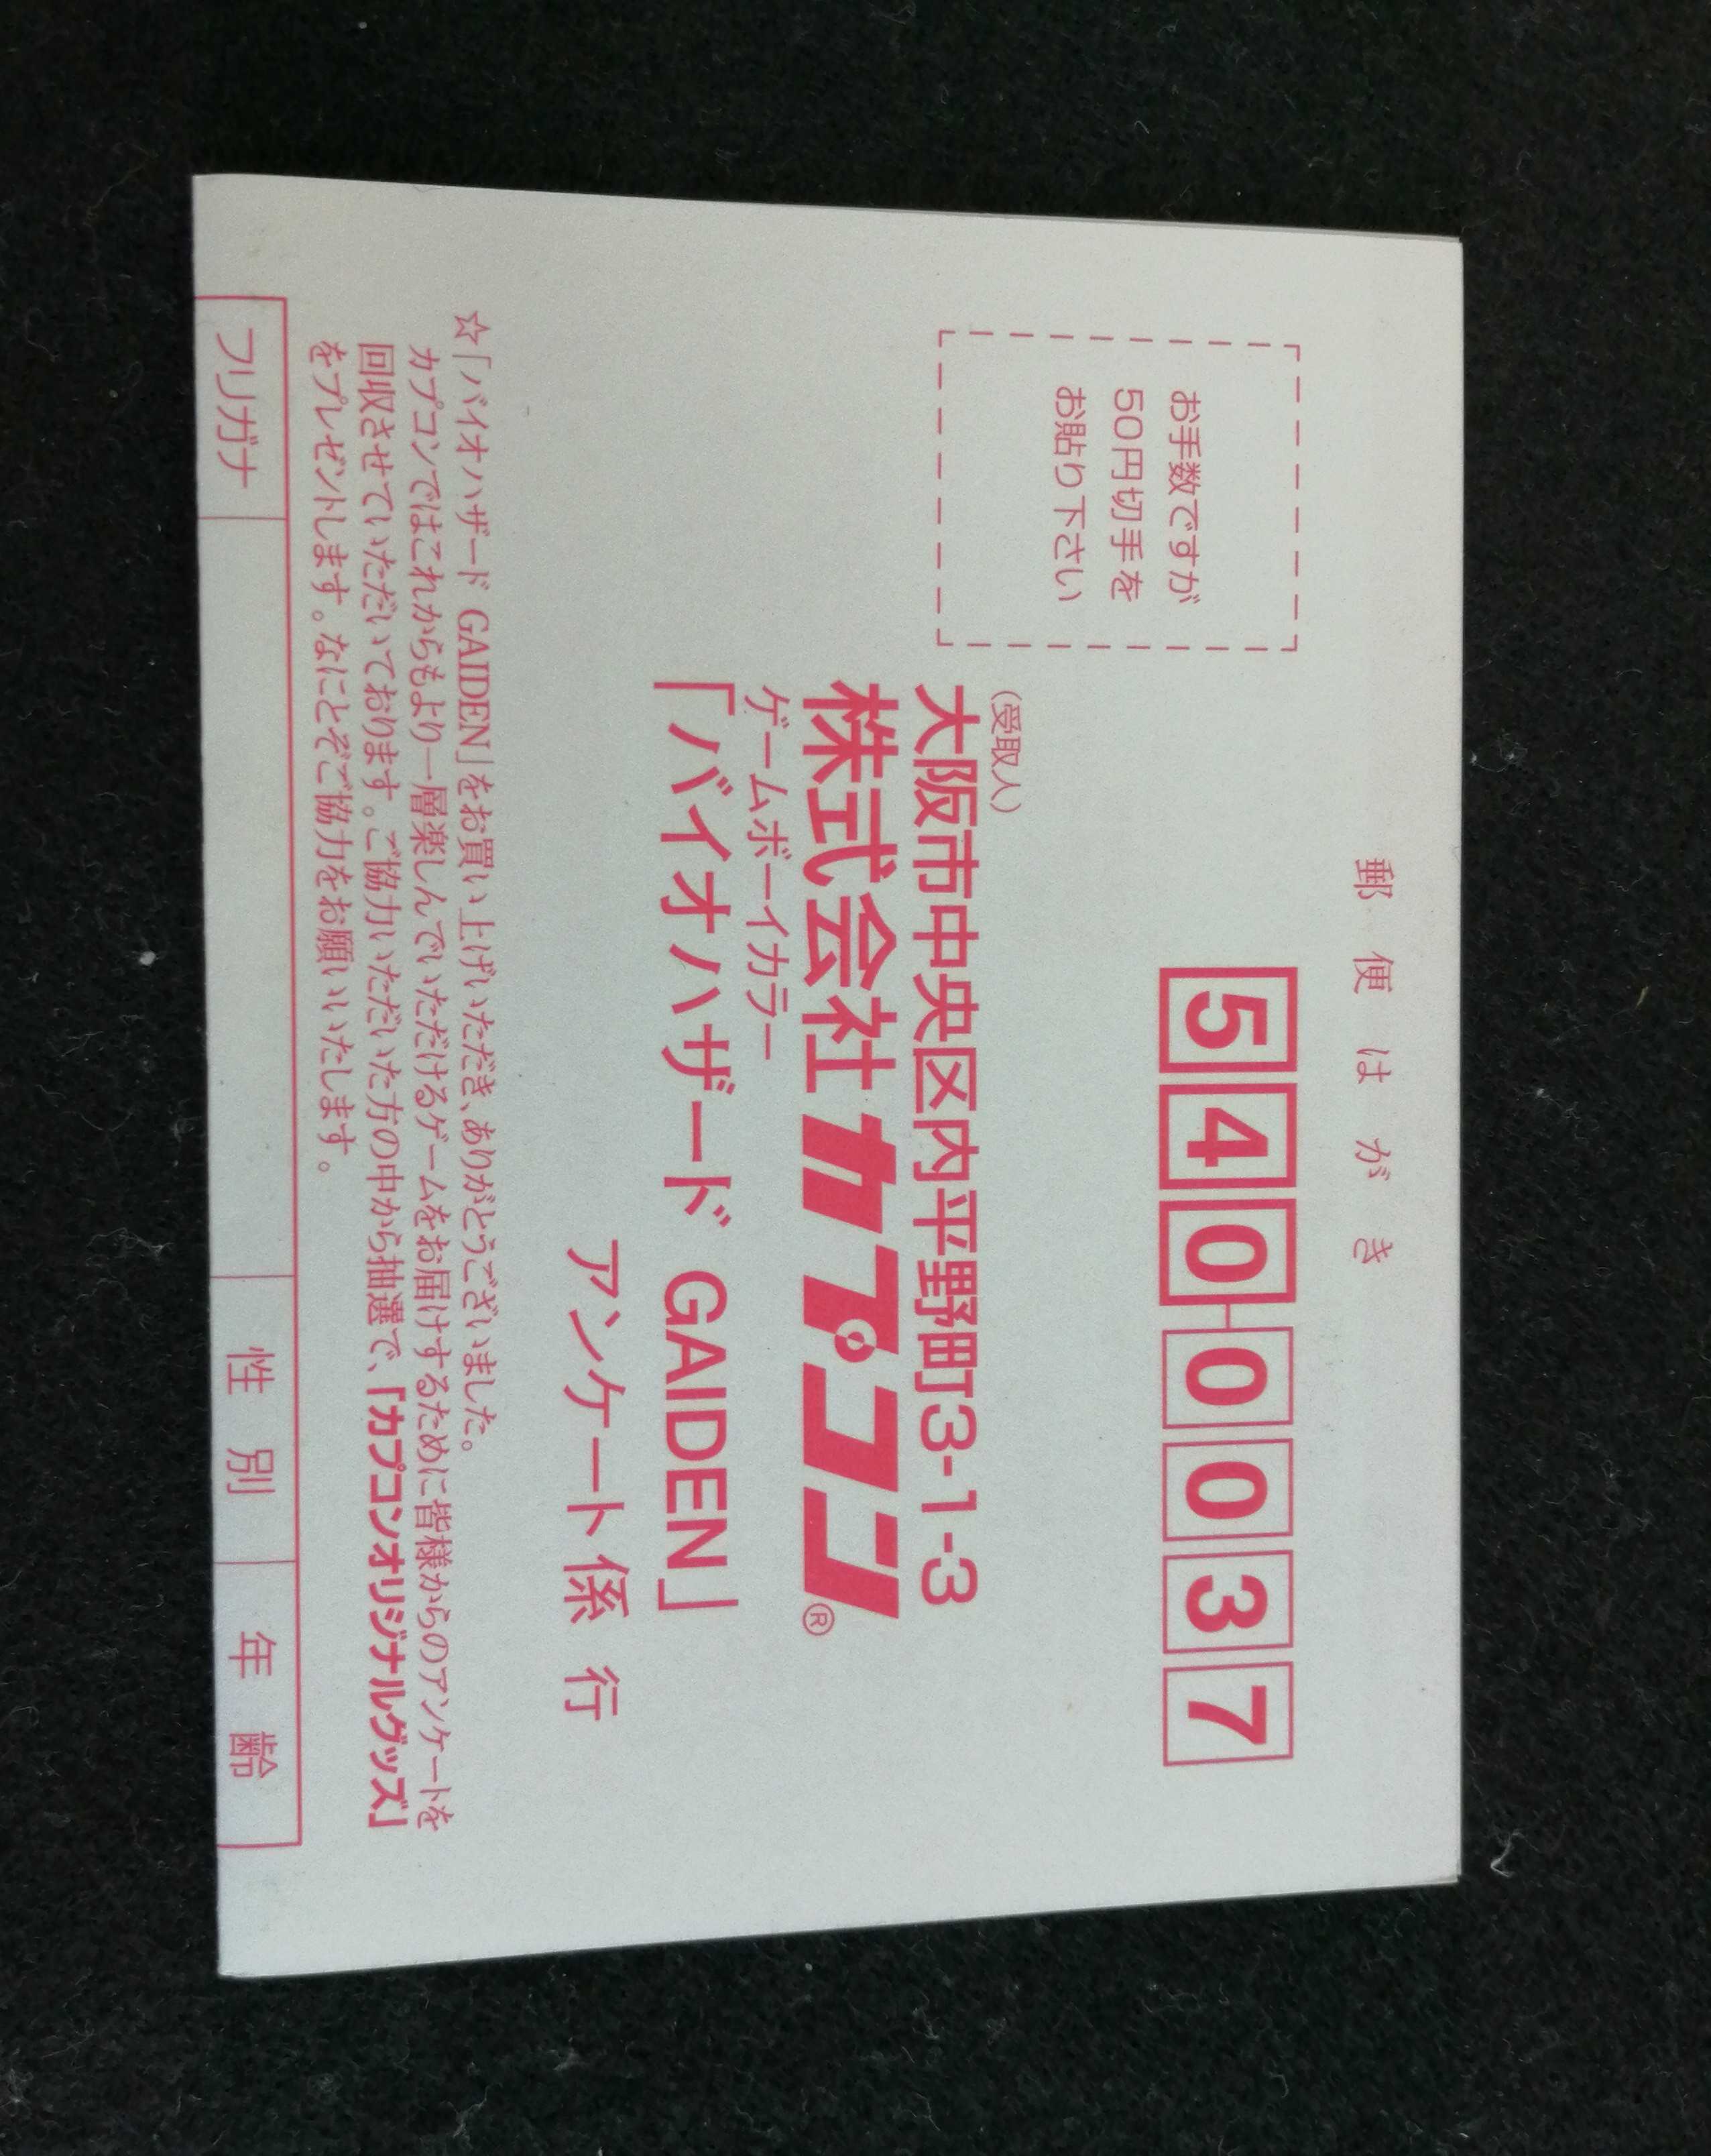 郵便はがき
540-0037
お手数ですが
50円切手を
お貼り下さい
(受取人)
大阪市中央区内平野町3-1-3
株式会社カプコン®
ゲームボーイカラー
「バイオハザード GAIDEN」
アンケート係 行
☆「バイオハザード GAIDEN」をお買い上げいただき、ありがとうございました。
カプコンではこれからもより一層楽しんでいただけるゲームをお届けするために皆様からのアンケートを
回収させていただいております。ご協力いただいた方の中から抽選で、「カプコンオリジナルグッズ」
をプレゼントします。なにとぞご協力をお願いいたします。
フリガナ 性別 年齢